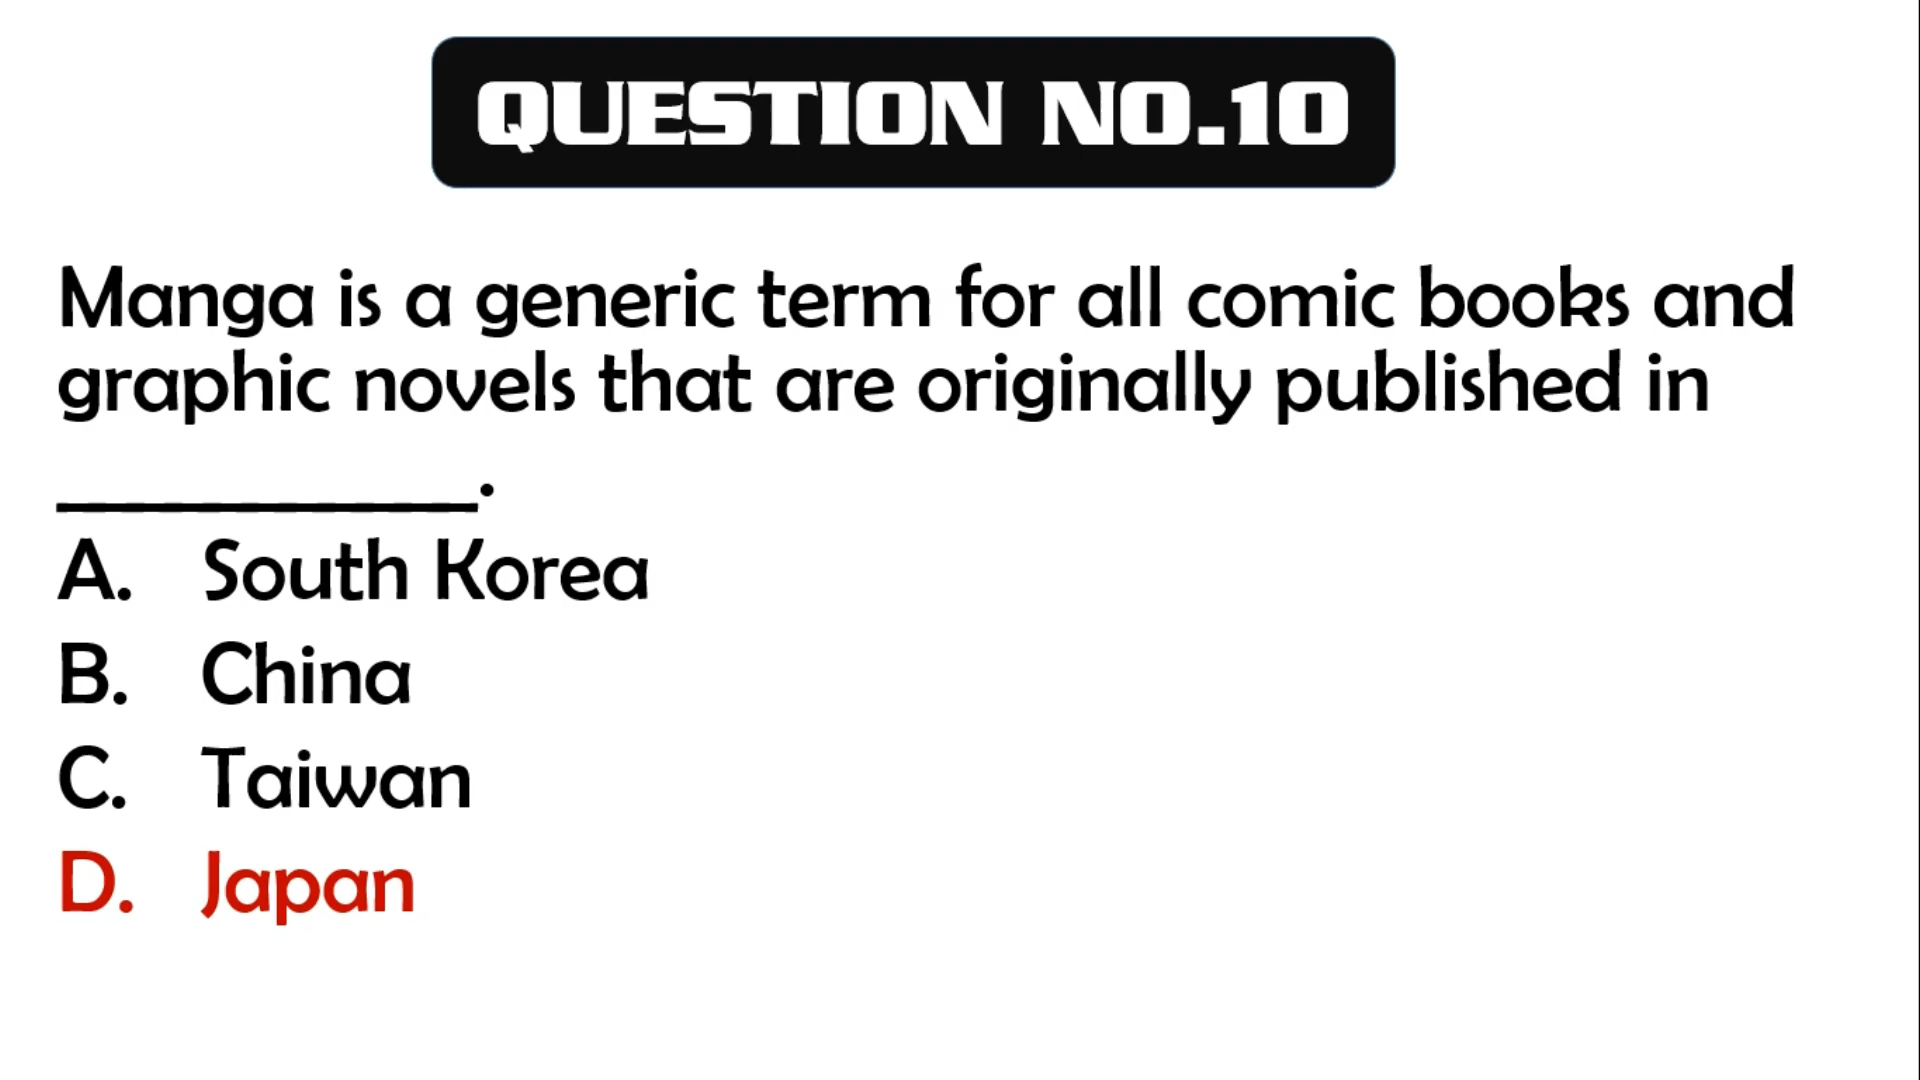 QUESTION NO.10
Manga is a generic term for all comic books and
graphic novels that are originally published in
___________.
A. South Korea
B. China
C. Taiwan
D. Japan